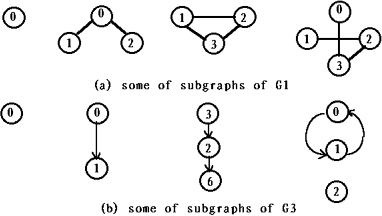 0 0 1 2 1 2 3 0 1 2 3
(a) some of subgraphs of G1
0 0 1 3 2 6 0 1 2
(b) some of subgraphs of G3